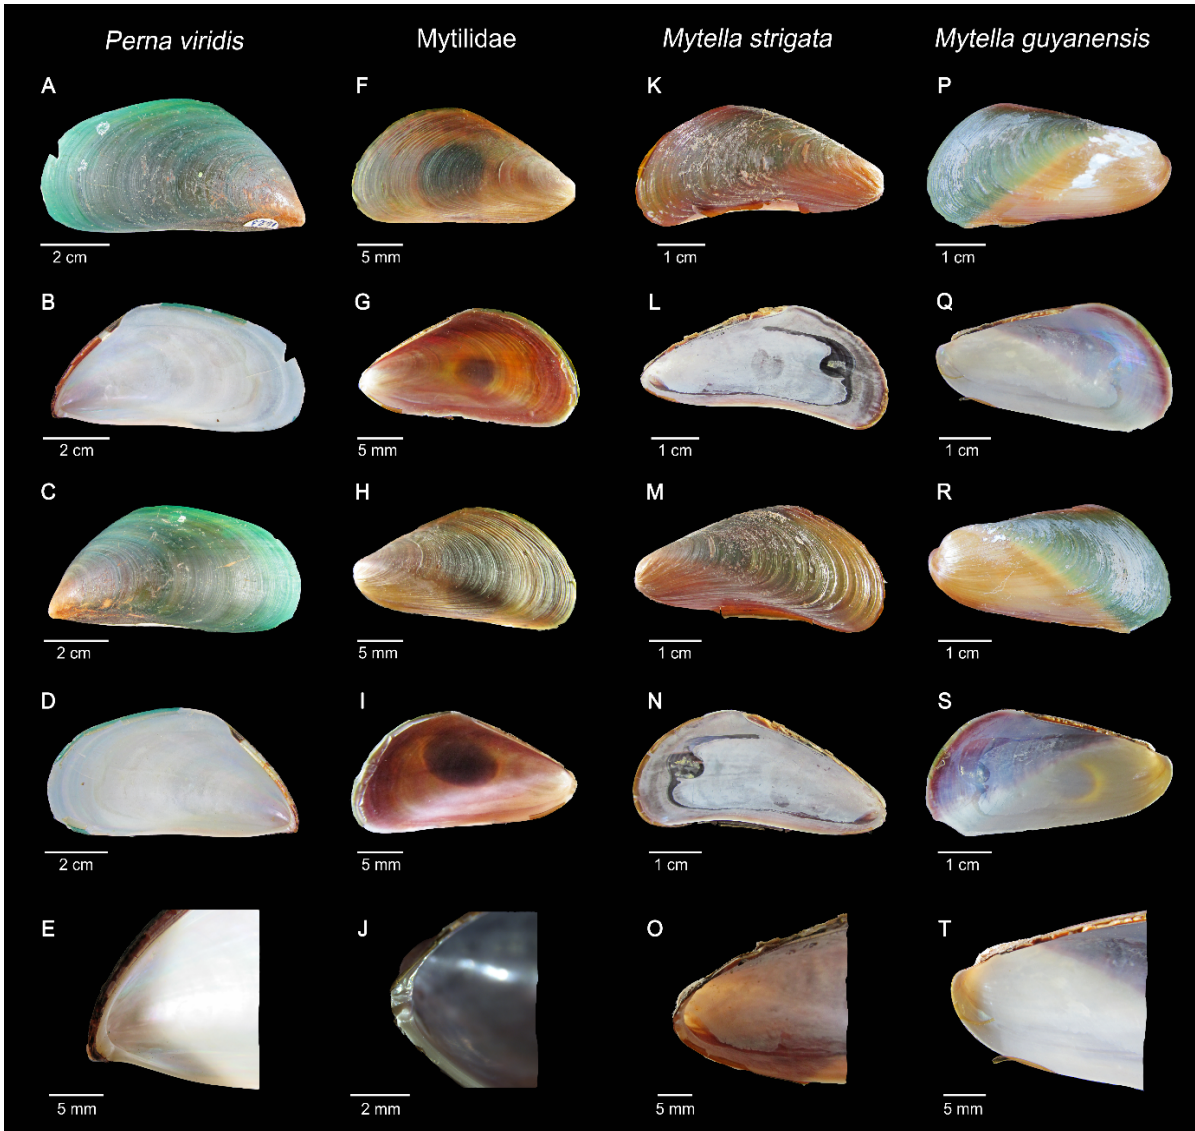 Perna viridis Mytilidae Mytella strigata Mytella guyanensis
A F K P
2 cm 5 mm 1 cm 1 cm
B G L Q
2 cm 5 mm 1 cm 1 cm
C H M R
2 cm 5 mm 1 cm 1 cm
D I N S
2 cm 5 mm 1 cm 1 cm
E J O T
5 mm 2 mm 5 mm 5 mm